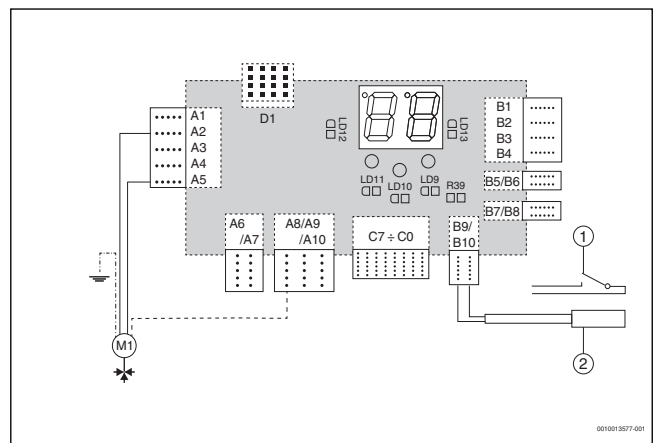 A1
A2
A3
A4
A5
D1
LD12
88
LD13
B1
B2
B3
B4
LD11
LD10
LD9
R39
B5/B6
B7/B8
A6
/A7
A8/A9
/A10
C7 ÷ C0
B9/
B10
1
M1
2
0010013577-001